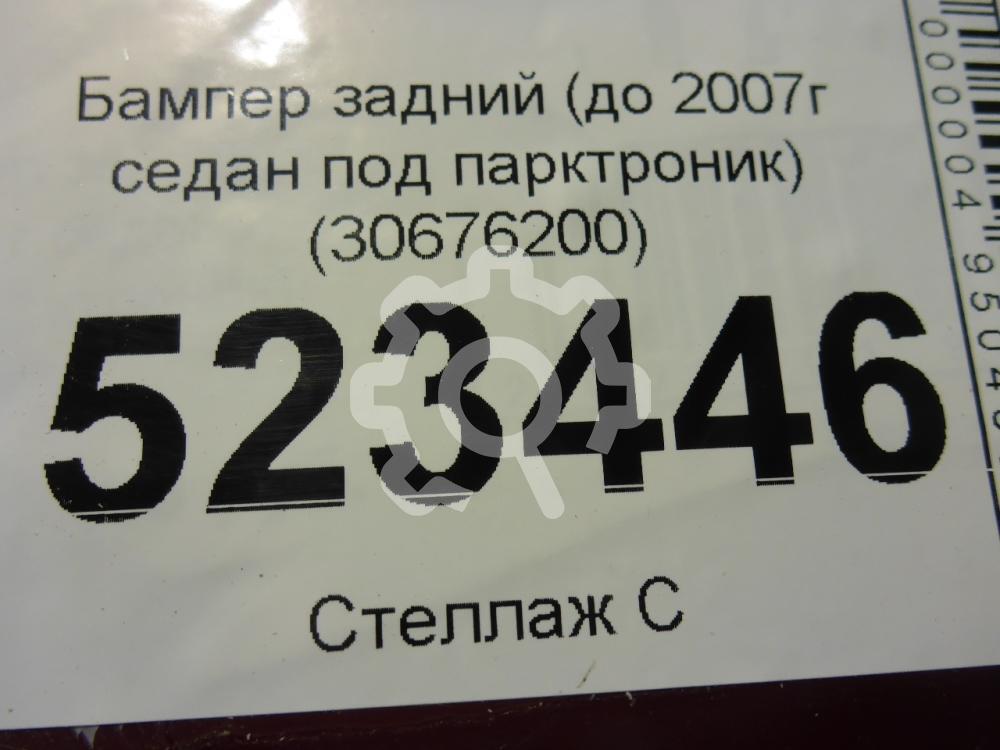 Бампер задний (до 2007г
седан под парктроник)
(30676200)
523446
Стеллаж С